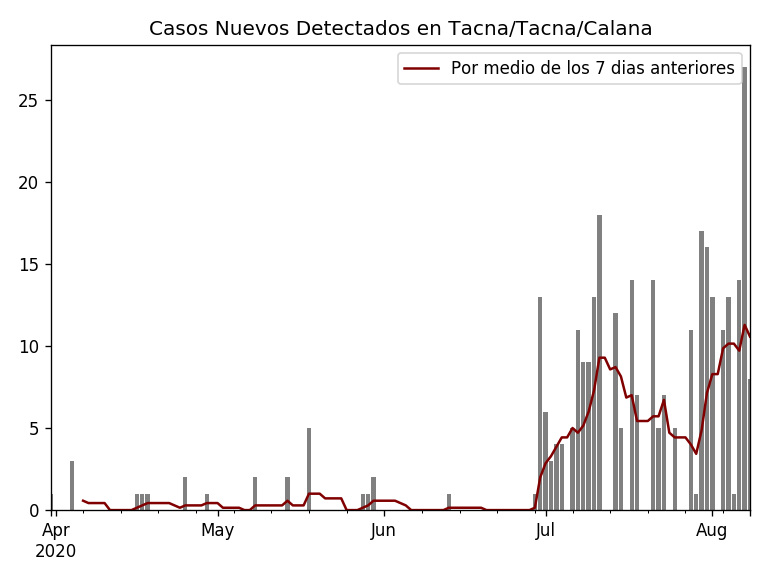 Casos Nuevos Detectados en Tacna/Tacna/Calana
Por medio de los 7 dias anteriores
25
20
15
10
5
0
Apr May Jun Jul Aug
2020